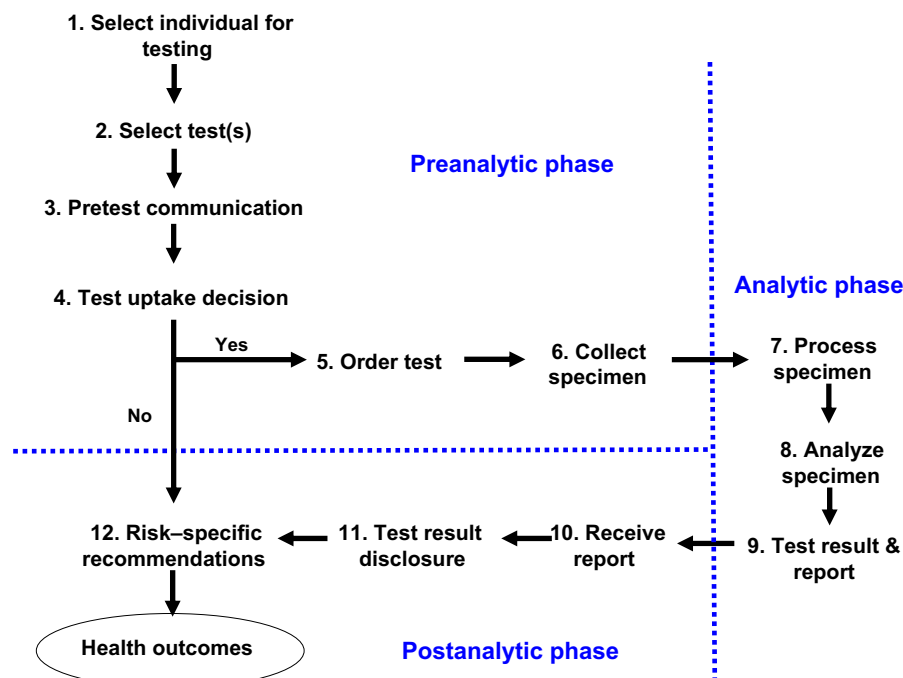 1. Select individual for
testing
2. Select test(s)
Preanalytic phase
3. Pretest communication
4. Test uptake decision
Analytic phase
Yes
5. Order test
6. Collect
specimen
7. Process
specimen
No
8. Analyze
specimen
12. Risk–specific
recommendations
11. Test result
disclosure
10. Receive
report
9. Test result &
report
Health outcomes
Postanalytic phase